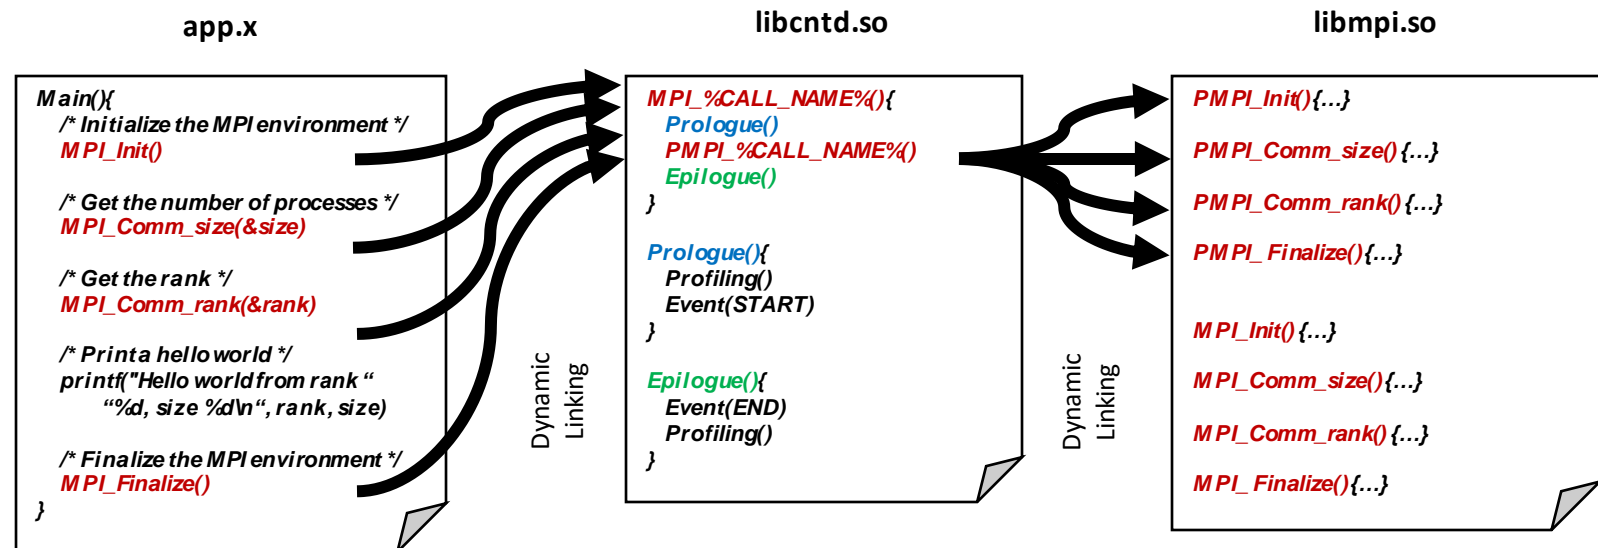 app.x
Main(){
/* Initialize the MPI environment */
MPI_Init()
/* Get the number of processes */
MPI_Comm_size(&size)
/* Get the rank */
MPI_Comm_rank(&rank)
/* Print a hello world */
printf("Hello world from rank “
“%d, size %d\n“, rank, size)
/* Finalize the MPI environment */
MPI_Finalize()
}
Dynamic
Linking
libcntd.so
MPI_%CALL_NAME%(){
Prologue()
PMPI_%CALL_NAME%()
Epilogue()
}
Prologue(){
Profiling()
Event(START)
}
Epilogue(){
Event(END)
Profiling()
}
Dynamic
Linking
libmpi.so
PMPI_Init(){...}
PMPI_Comm_size(){...}
PMPI_Comm_rank(){...}
PMPI_Finalize(){...}
MPI_Init(){...}
MPI_Comm_size(){...}
MPI_Comm_rank(){...}
MPI_Finalize(){...}